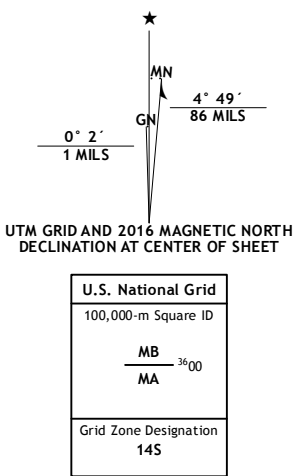 ★
MN
GN
4° 49´
86 MILS
0° 2´
1 MILS
UTM GRID AND 2016 MAGNETIC NORTH
DECLINATION AT CENTER OF SHEET
U.S. National Grid
100,000-m Square ID
MB
3600
MA
Grid Zone Designation
14S